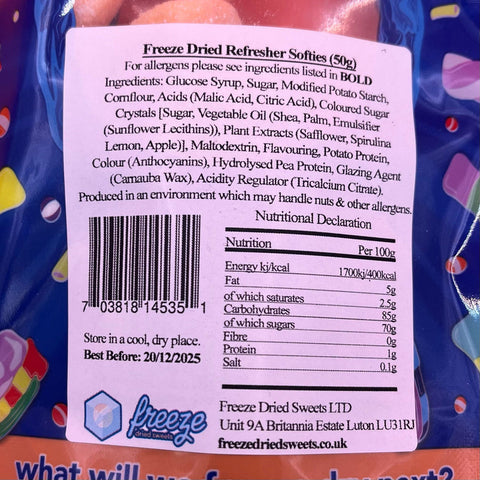 Freeze Dried Refresher Softies (50g)
For allergens please see ingredients listed in BOLD
Ingredients: Glucose Syrup, Sugar, Modified Potato Starch,
Cornflour, Acids (Malic Acid, Citric Acid), Coloured Sugar
Crystals [Sugar, Vegetable Oil (Shea, Palm, Emulsifier
(Sunflower Lecithins)), Plant Extracts (Safflower, Spirulina
Lemon, Apple)], Maltodextrin, Flavouring, Potato Protein,
Colour (Anthocyanins), Hydrolysed Pea Protein, Glazing Agent
(Carnauba Wax), Acidity Regulator (Tricalcium Citrate).
Produced in an environment which may handle nuts & other allergens.
Nutritional Declaration
Nutrition Per 100g
Energy kj/kcal 1700kj/400kcal
Fat 5g
of which saturates 2.5g
Carbohydrates 85g
of which sugars 70g
Fibre 0g
Protein 1g
Salt 0.1g
7 03818 14535 1
Store in a cool, dry place.
Best Before: 20/12/2025
freeze
dried sweets
Freeze Dried Sweets LTD
Unit 9A Britannia Estate Luton LU31RJ
freezedriedsweets.co.uk
what will we next?